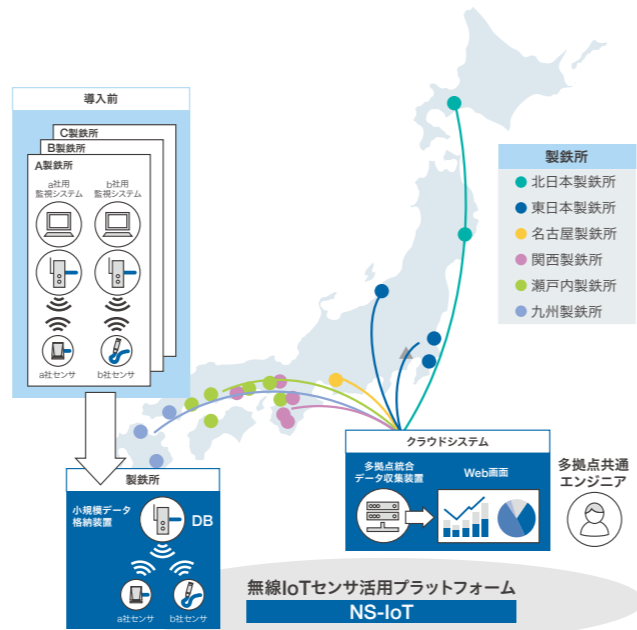 導入前
C製鉄所
B製鉄所
A製鉄所
a社用
監視システム
b社用
監視システム
a社センサ
b社センサ
製鉄所
北日本製鉄所
東日本製鉄所
名古屋製鉄所
関西製鉄所
瀬戸内製鉄所
九州製鉄所
クラウドシステム
多拠点統合
データ収集装置
Web画面
多拠点共通
エンジニア
製鉄所
小規模データ
格納装置
DB
a社センサ
b社センサ
無線IoTセンサ活用プラットフォーム
NS-IoT